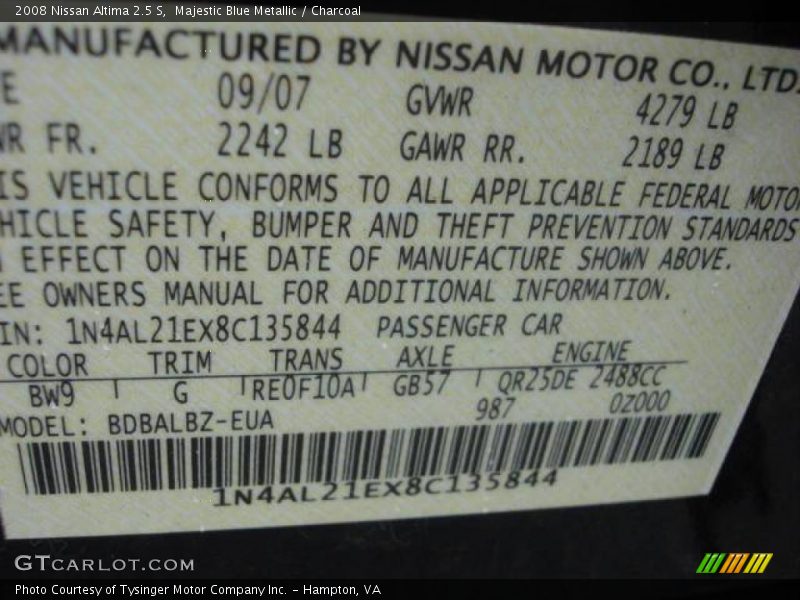 2008 Nissan Altima 2.5 S, Majestic Blue Metallic / Charcoal
MANUFACTURED BY NISSAN MOTOR CO., LTD.
E 09/07 GVWR 4279 LB
WR FR. 2242 LB GAWR RR. 2189 LB
IS VEHICLE CONFORMS TO ALL APPLICABLE FEDERAL MOTO
HICLE SAFETY, BUMPER AND THEFT PREVENTION STANDARDS
EFFECT ON THE DATE OF MANUFACTURE SHOWN ABOVE.
EE OWNERS MANUAL FOR ADDITIONAL INFORMATION.
IN: 1N4AL21EX8C135844 PASSENGER CAR
COLOR TRIM TRANS AXLE ENGINE
BW9 G RE0F10A GB57 QR25DE 2488CC
987 0Z000
MODEL: BDBALBZ-EUA
1N4AL21EX8C135844
GTCARLOT.COM
Photo Courtesy of Tysinger Motor Company Inc. - Hampton, VA